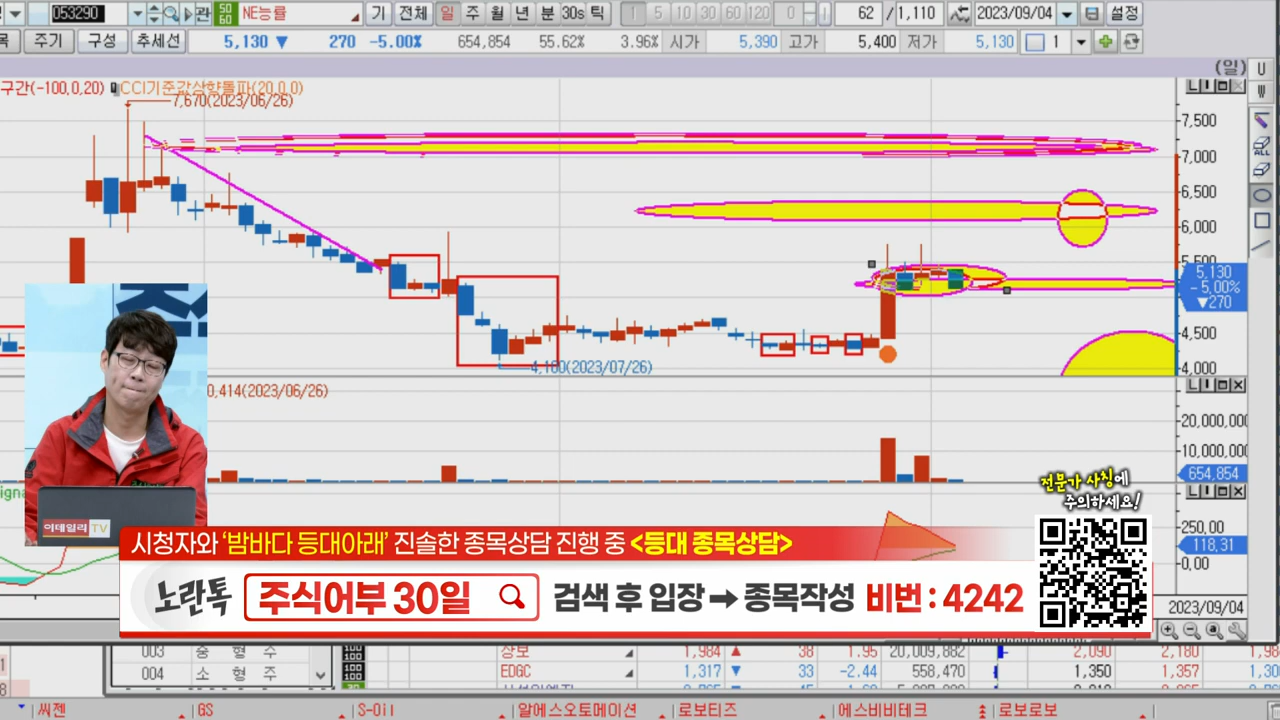 053290 관 50 60 NE능률 기 전체 일 주 월 년 분 30s 틱 1 5 10 30 60 120 0 62 /1,110 2023/09/04 설정
목 주기 구성 추세선 5,130 ▼ 270 -5.00% 654,854 55.62% 3.96% 시가 5,390 고가 5,400 저가 5,130 1
(일)
구간(-100,0,20) CCI기준값상향돌파(20,0,0)
7,670(2023/06/26)
7,500
7,000
6,500
6,000
5,500
5,130
-5.00%
▼270
4,500
4,000
4,100(2023/07/26)
0,414(2023/06/26)
20,000,000
10,000,000
654,854
ALL
250,00
118,31
0,00
2023/09/04
이데일리 TV
전문가 사칭에
주의하세요!
시청자와 '밤바다 등대아래' 진솔한 종목상담 진행 중 <등대 종목상담>
노란톡 주식어부 30일 검색 후 입장 ➡ 종목작성 비번 : 4242
003 중 형 주 100 100 상보 1,984 ▲ 38 1.95 20,009,882 2,090 2,180
004 소 형 주 100 100 EDGC 1,317 ▼ 33 -2.44 558,470 1,350 1,357
씨젠 GS S-Oil 알에스오토메이션 로보티즈 에스비비테크 로보로보